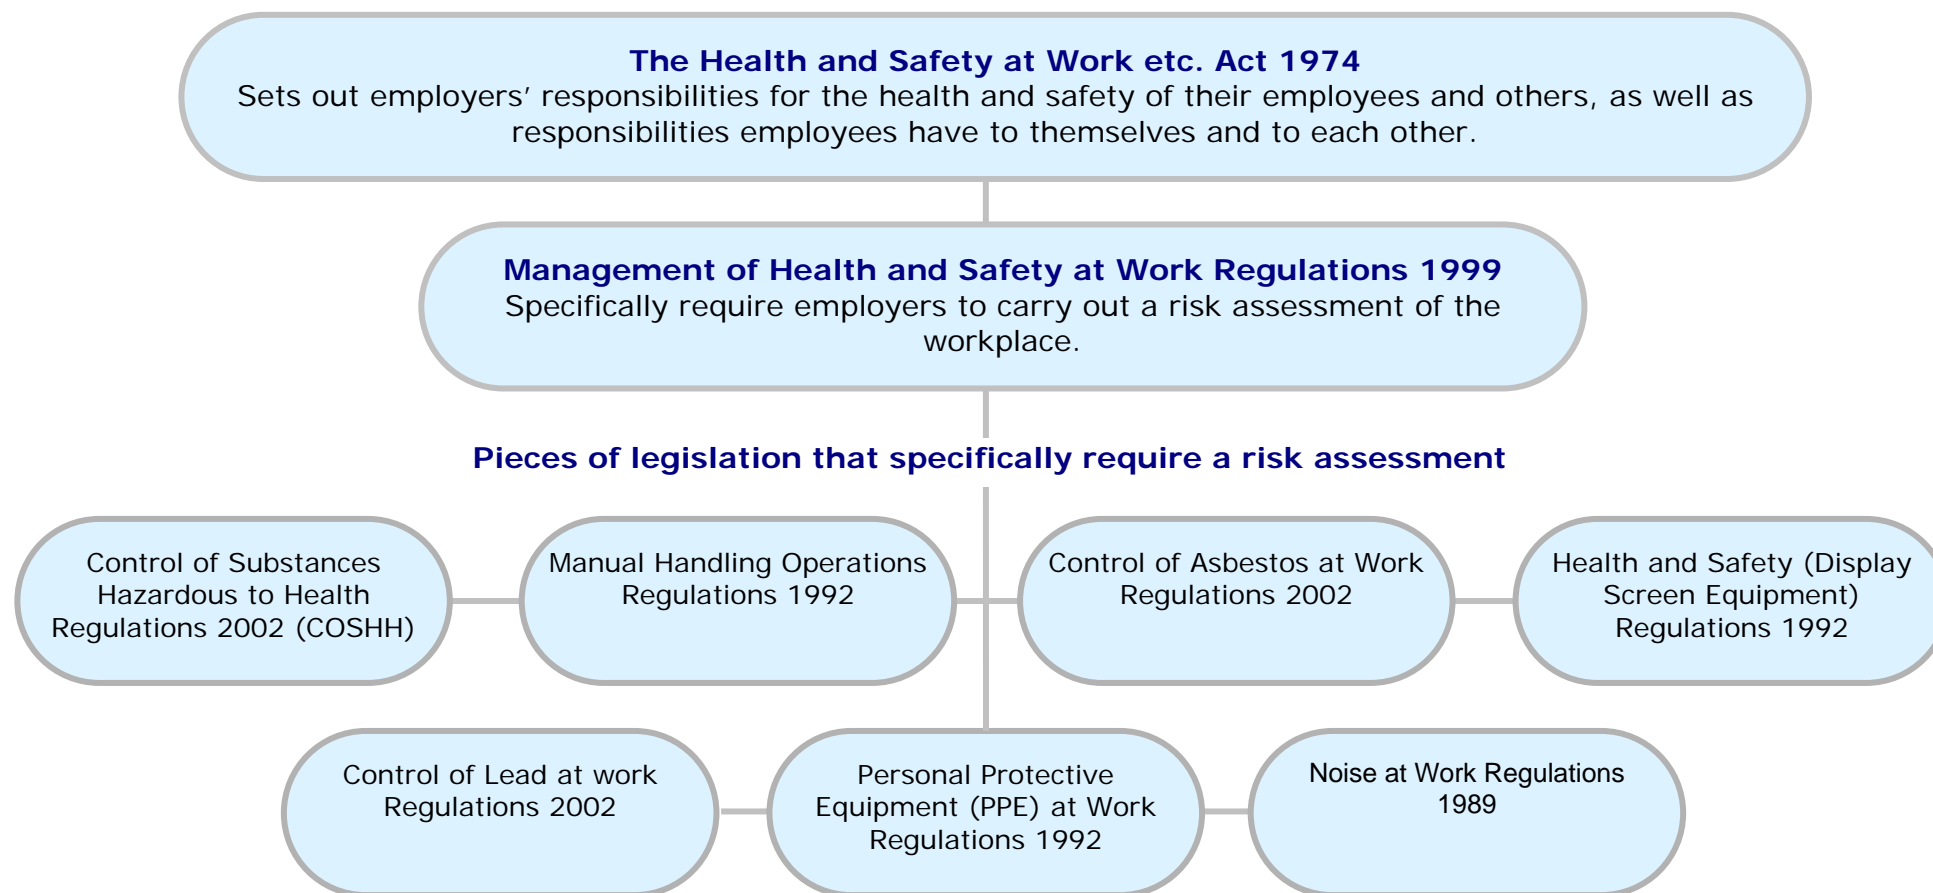 The Health and Safety at Work etc. Act 1974
Sets out employers’ responsibilities for the health and safety of their employees and others, as well as
responsibilities employees have to themselves and to each other.
Management of Health and Safety at Work Regulations 1999
Specifically require employers to carry out a risk assessment of the
workplace.
Pieces of legislation that specifically require a risk assessment
Control of Substances
Hazardous to Health
Regulations 2002 (COSHH)
Manual Handling Operations
Regulations 1992
Control of Asbestos at Work
Regulations 2002
Health and Safety (Display
Screen Equipment)
Regulations 1992
Control of Lead at work
Regulations 2002
Personal Protective
Equipment (PPE) at Work
Regulations 1992
Noise at Work Regulations
1989